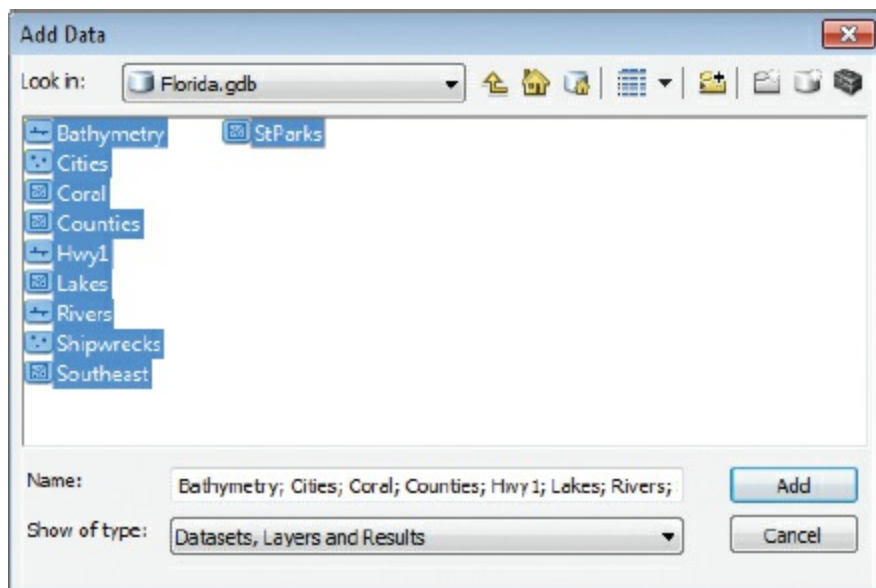 Add Data
Look in:
Florida.gdb
Bathymetry
Cities
Coral
Counties
Hwy1
Lakes
Rivers
Shipwrecks
Southeast
StParks
Name:
Bathymetry; Cities; Coral; Counties; Hwy1; Lakes; Rivers;
Add
Show of type:
Datasets, Layers and Results
Cancel